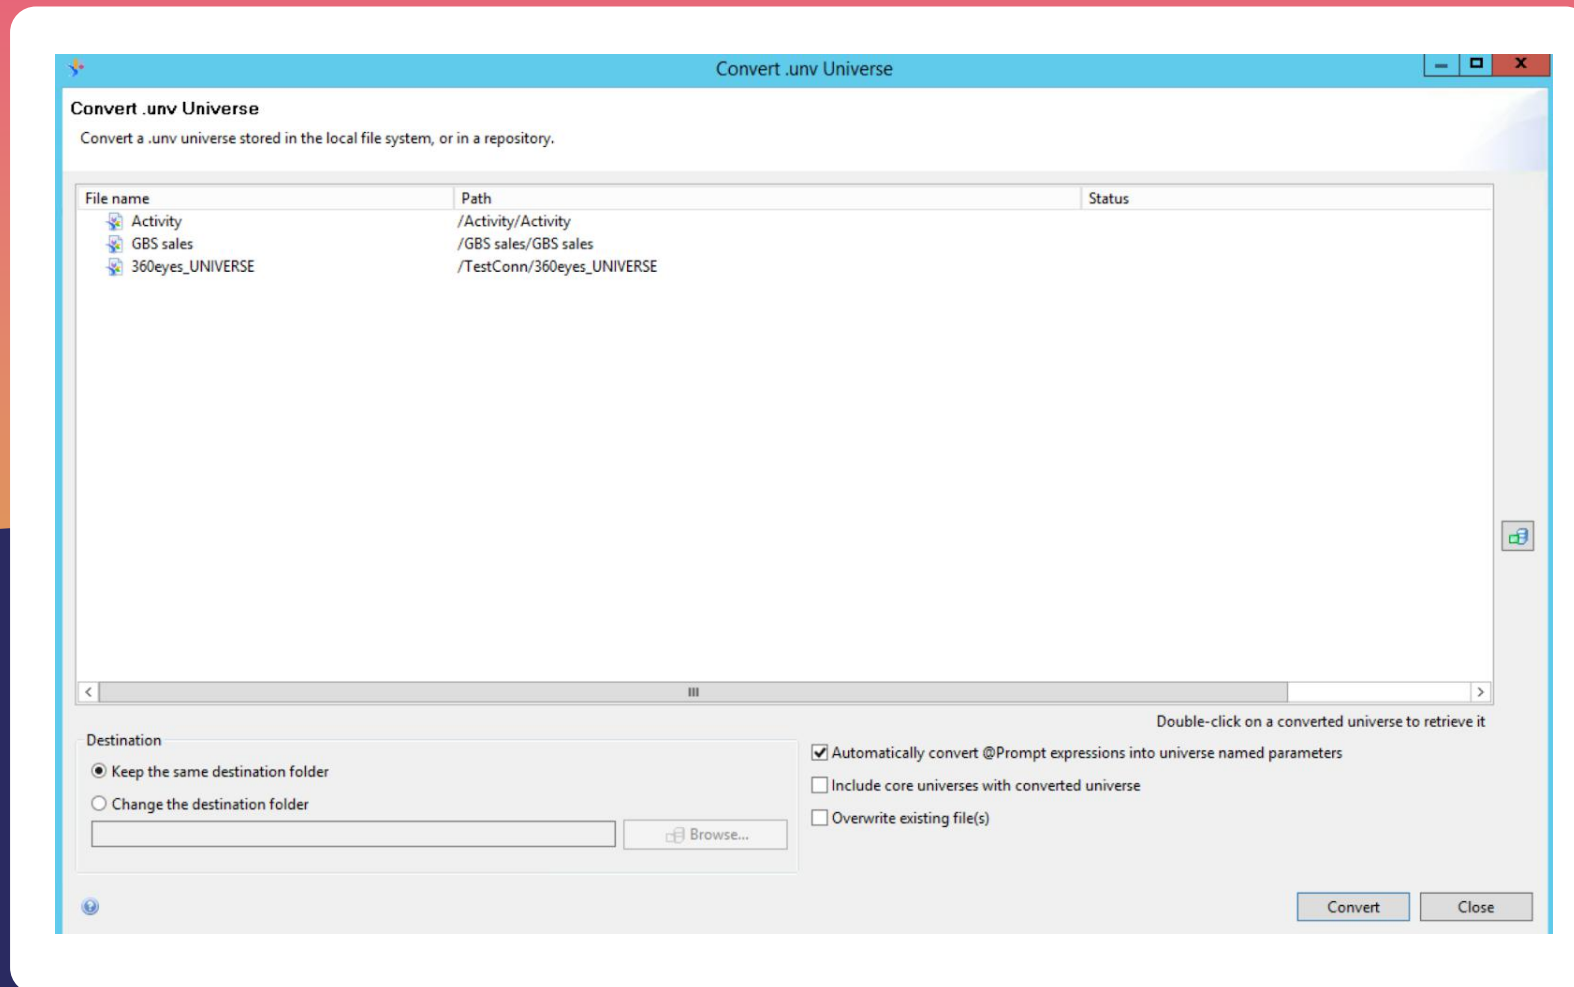 Convert .unv Universe
Convert .unv Universe
Convert a .unv universe stored in the local file system, or in a repository.
File name Path Status
Activity /Activity/Activity
GBS sales /GBS sales/GBS sales
360eyes_UNIVERSE /TestConn/360eyes_UNIVERSE
Double-click on a converted universe to retrieve it
Destination
Keep the same destination folder
Change the destination folder
Browse...
Automatically convert @Prompt expressions into universe named parameters
Include core universes with converted universe
Overwrite existing file(s)
Convert Close